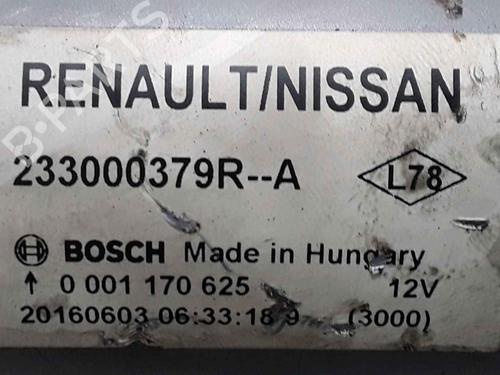 RENAULT/NISSAN
233000379R--A
L78
BOSCH Made in Hungary
↑ 0 001 170 625 12V
20160603 06:33:18 9 (3000)
B-PARTS